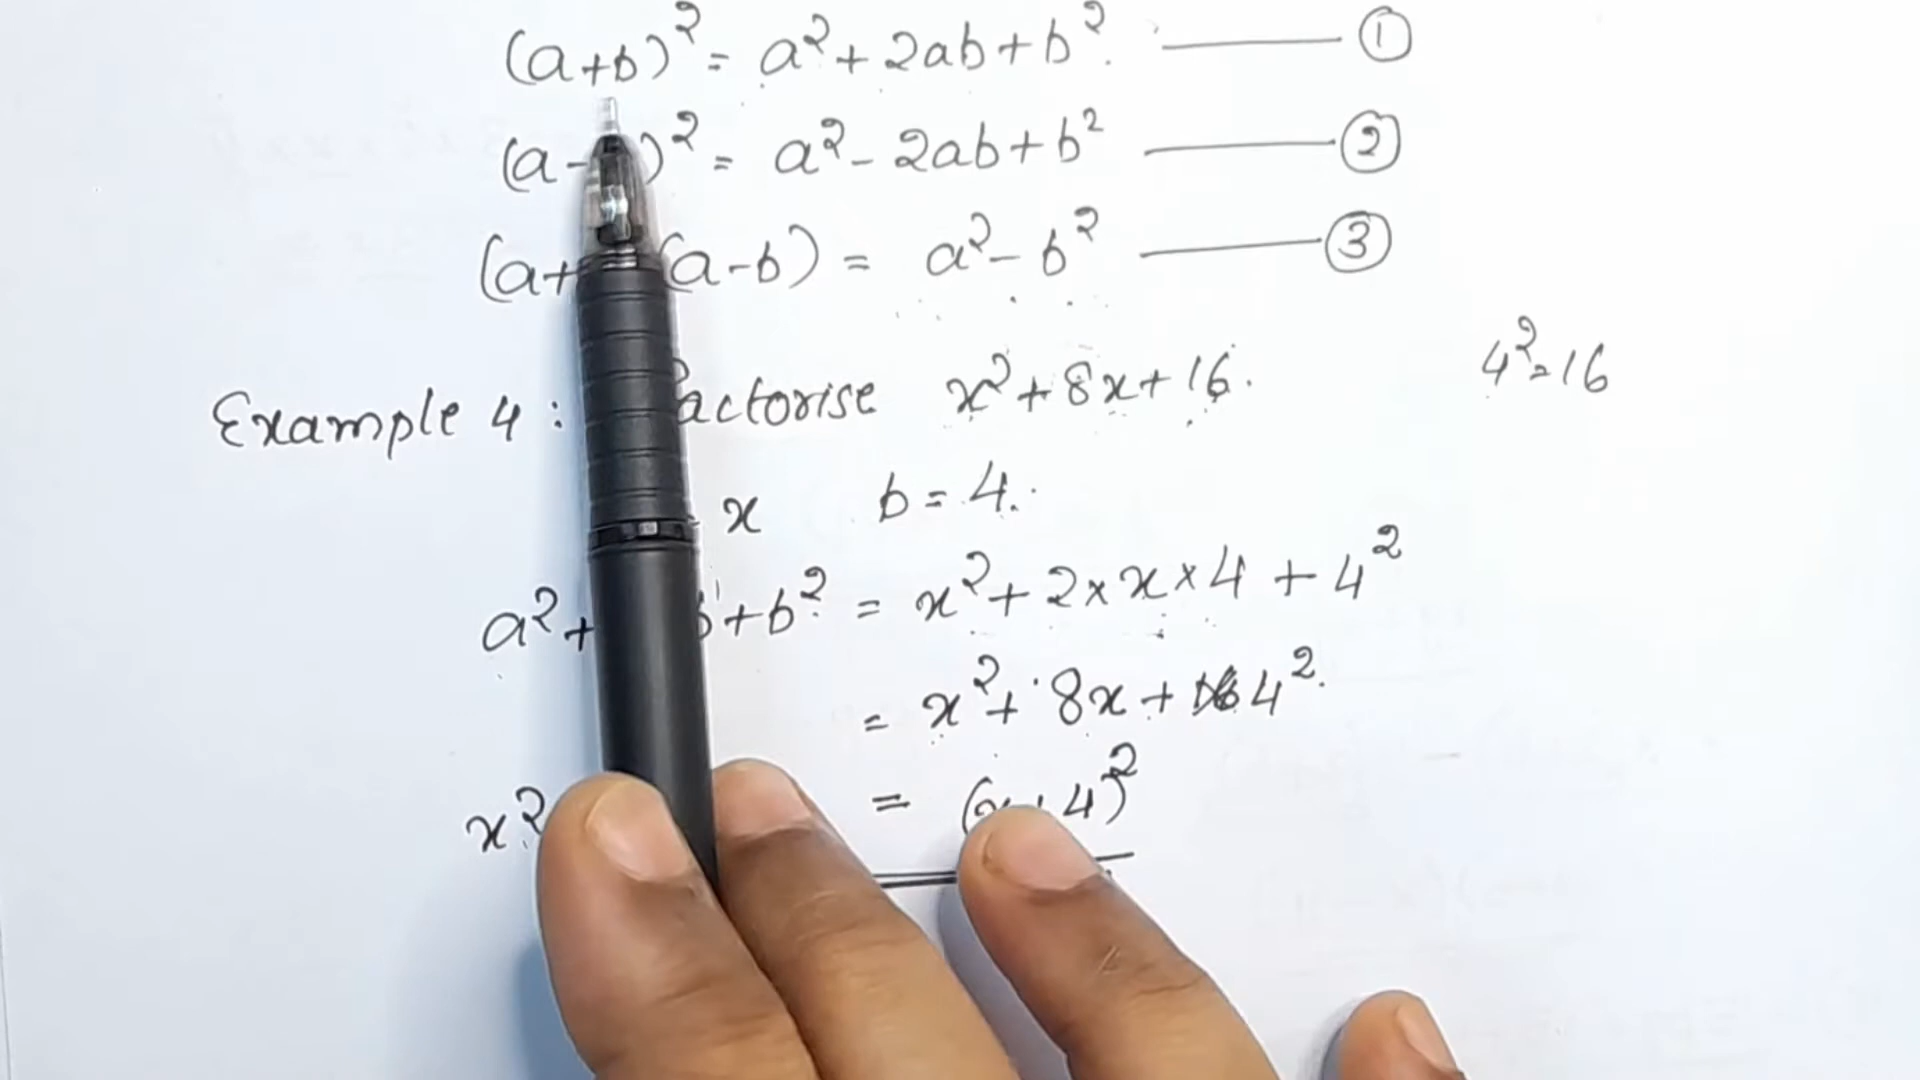 (a+b)² = a² + 2ab + b². ——— ①
(a- )² = a² - 2ab + b² ——— ②
(a+ (a-b) = a² - b² ——— ③
Example 4 : actorise x² + 8x + 16. 4² = 16
x b = 4.
a² + b + b² = x² + 2 × x × 4 + 4²
= x² + 8x + 4².
x² = ( + 4)²